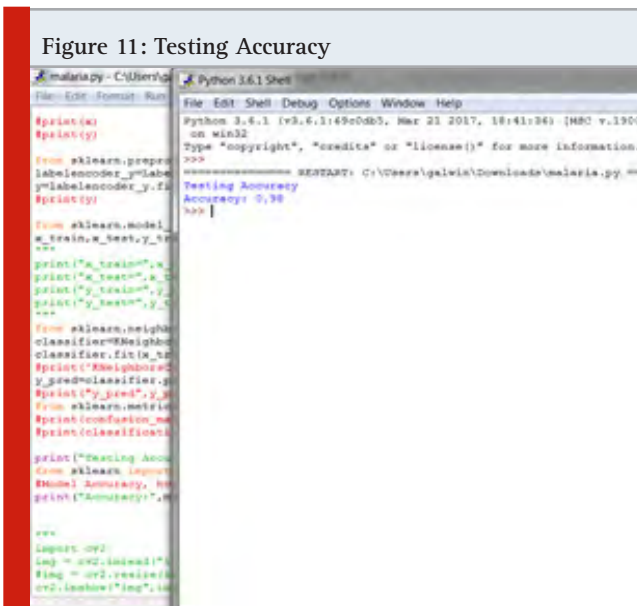 Figure 11: Testing Accuracy
malaria.py - C:\Users\ga
File Edit Format Run
#print(x)
#print(y)
from sklearn.prepro
labelencoder_y=Labe
y=labelencoder_y.fi
#print(y)
from sklearn.model_
x_train,x_test,y_tr
"""
print("x_train=",x_
print("x_test=",x_t
print("y_train=",y_
print("y_test=",y_t
"""
from sklearn.neighb
classifier=KNeighbo
classifier.fit(x_tr
#print("KNeighborsC
y_pred=classifier.p
#print("y_pred",y_p
from sklearn.metric
#print(confusion_ma
#print(classificati
print("Testing Accu
from sklearn import
#Model Accuracy,
print("Accuracy:",m
"""
import cv2
img = cv2.imread("
#img = cv2.resize(i
cv2.imshow("img",im
Python 3.6.1 Shell
File Edit Shell Debug Options Window Help
Python 3.6.1 (v3.6.1:69c0db5, Mar 21 2017, 18:41:36) [MSC v.190
on win32
Type "copyright", "credits" or "license()" for more information.
>>>
=============== RESTART: C:\Users\galwin\Downloads\malaria.py ==
Testing Accuracy
Accuracy: 0.98
>>>